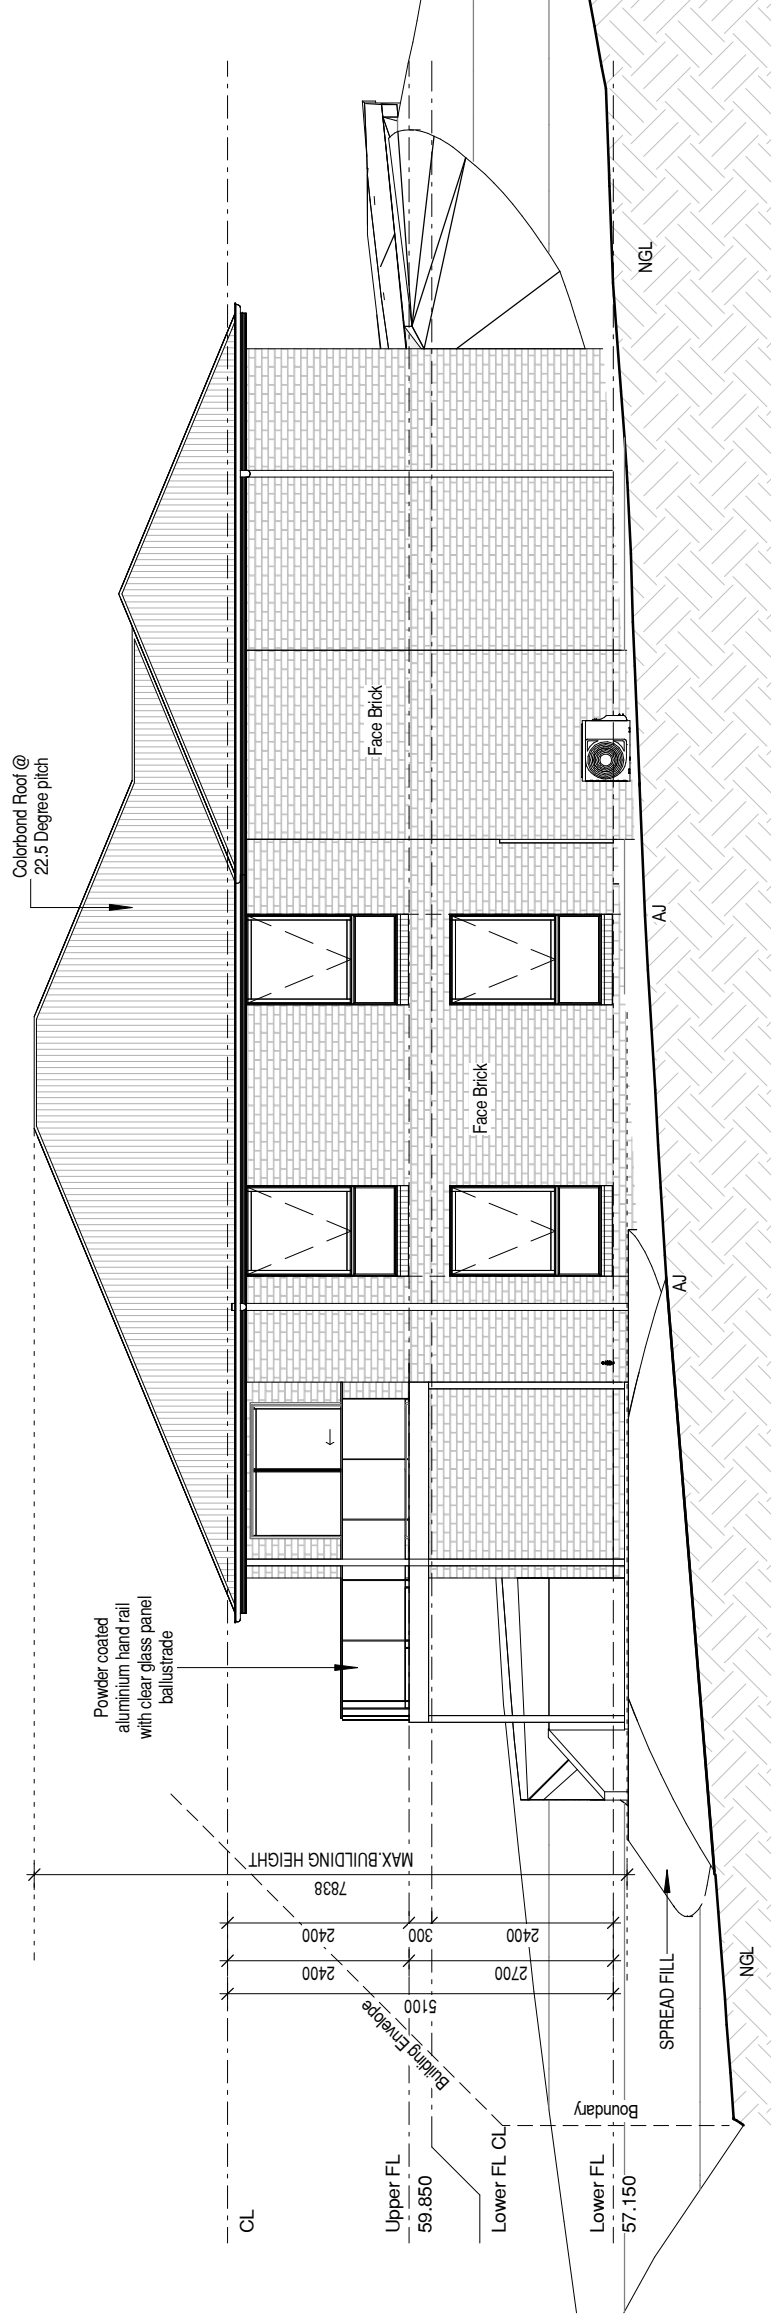 Colorbond Roof @
22.5 Degree pitch
Powder coated
aluminium hand rail
with clear glass panel
ballustrade
Face Brick
Face Brick
MAX.BUILDING HEIGHT
7838
2400
300
2400
2400
2700
5100
Building Envelope
Boundary
CL
Upper FL
59.850
Lower FL CL
Lower FL
57.150
SPREAD FILL
NGL
AJ
AJ
NGL